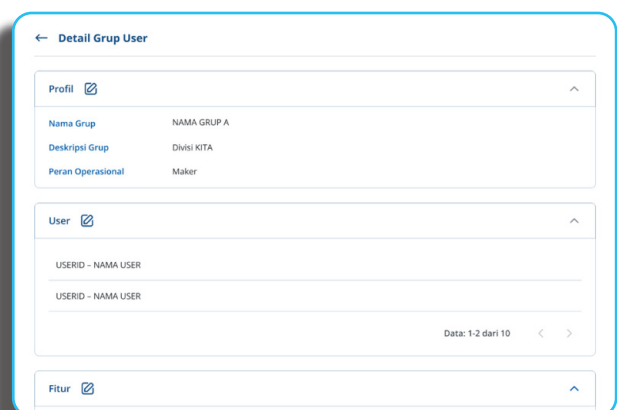 Detail Grup User
Profil
Nama Grup NAMA GRUP A
Deskripsi Grup Divisi KITA
Peran Operasional Maker
User
USERID – NAMA USER
USERID – NAMA USER
Data: 1-2 dari 10
Fitur